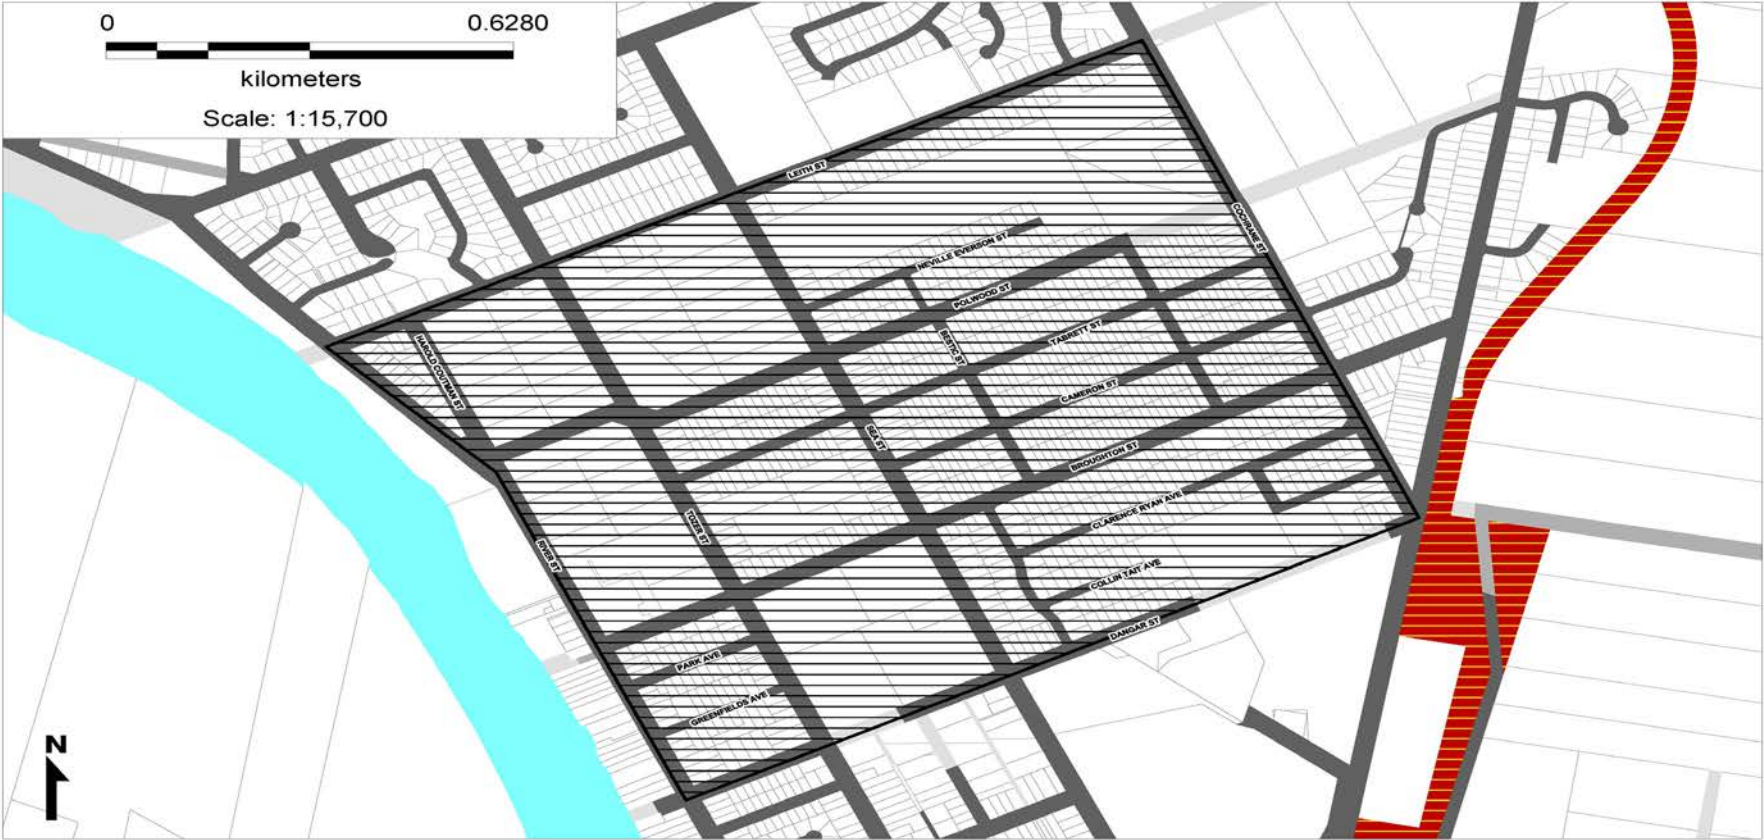 0 0.6280
kilometers
Scale: 1:15,700
LEITH ST
COCHRANE ST
NEVILLE EVERSON ST
POLWOOD ST
BESTIC ST
TABRETT ST
HAROLD COUTMAN ST
CAMERON ST
SEA ST
BROUGHTON ST
CLARENCE RYAN AVE
TOZER ST
RIVER ST
COLLIN TAIT AVE
DANGAR ST
PARK AVE
GREENFIELDS AVE
N